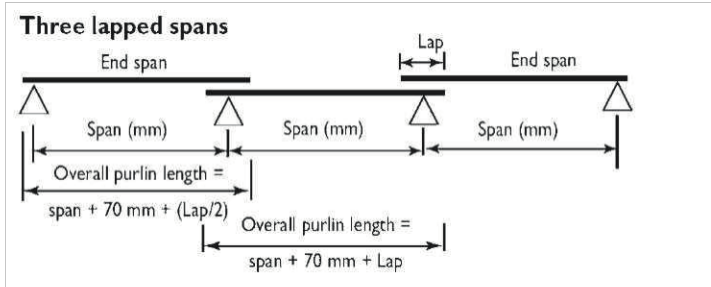 Three lapped spans
Lap
End span
End span
Span (mm)
Span (mm)
Span (mm)
Overall purlin length =
span + 70 mm + (Lap/2)
Overall purlin length =
span + 70 mm + Lap